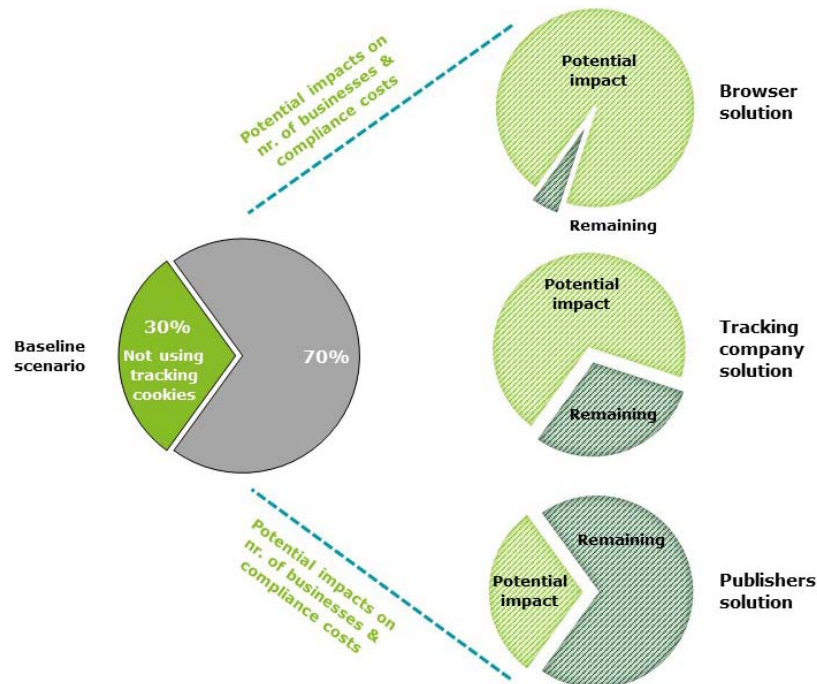 Potential impacts on
nr. of businesses &
compliance costs
Potential
impact
Browser
solution
Remaining
Baseline
scenario
30%
Not using
tracking
cookies
70%
Potential
impact
Tracking
company
solution
Remaining
Potential impacts on
nr. of businesses &
compliance costs
Remaining
Potential
impact
Publishers
solution